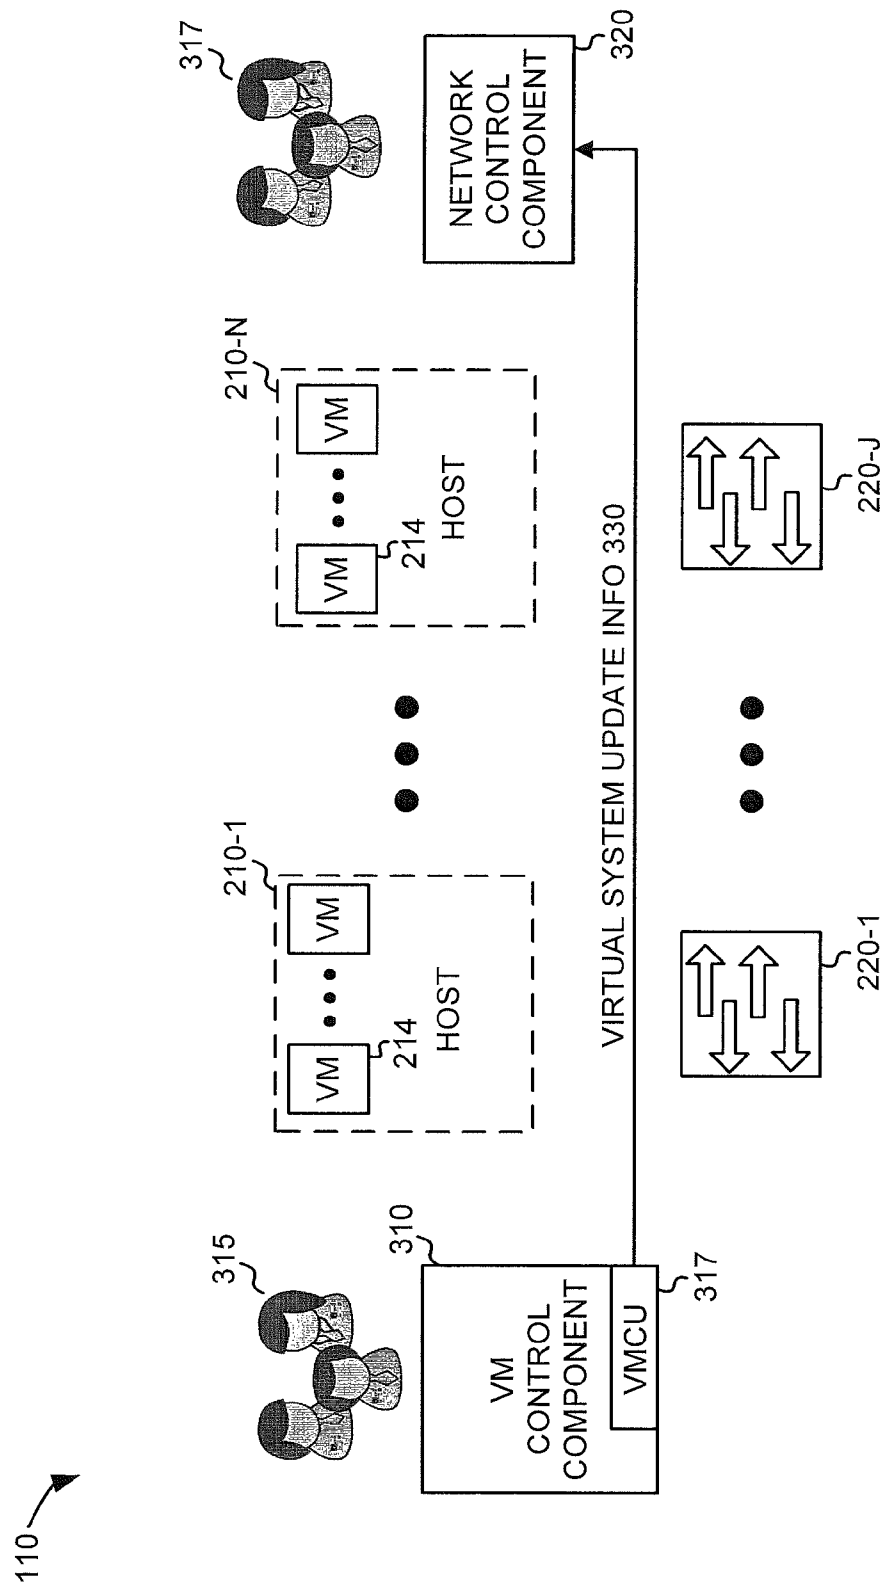 110
315
VM
CONTROL
COMPONENT
310
VMCU
317
210-1
VM
VM
214
HOST
210-N
VM
VM
214
HOST
317
NETWORK
CONTROL
COMPONENT
320
VIRTUAL SYSTEM UPDATE INFO 330
220-1
220-J